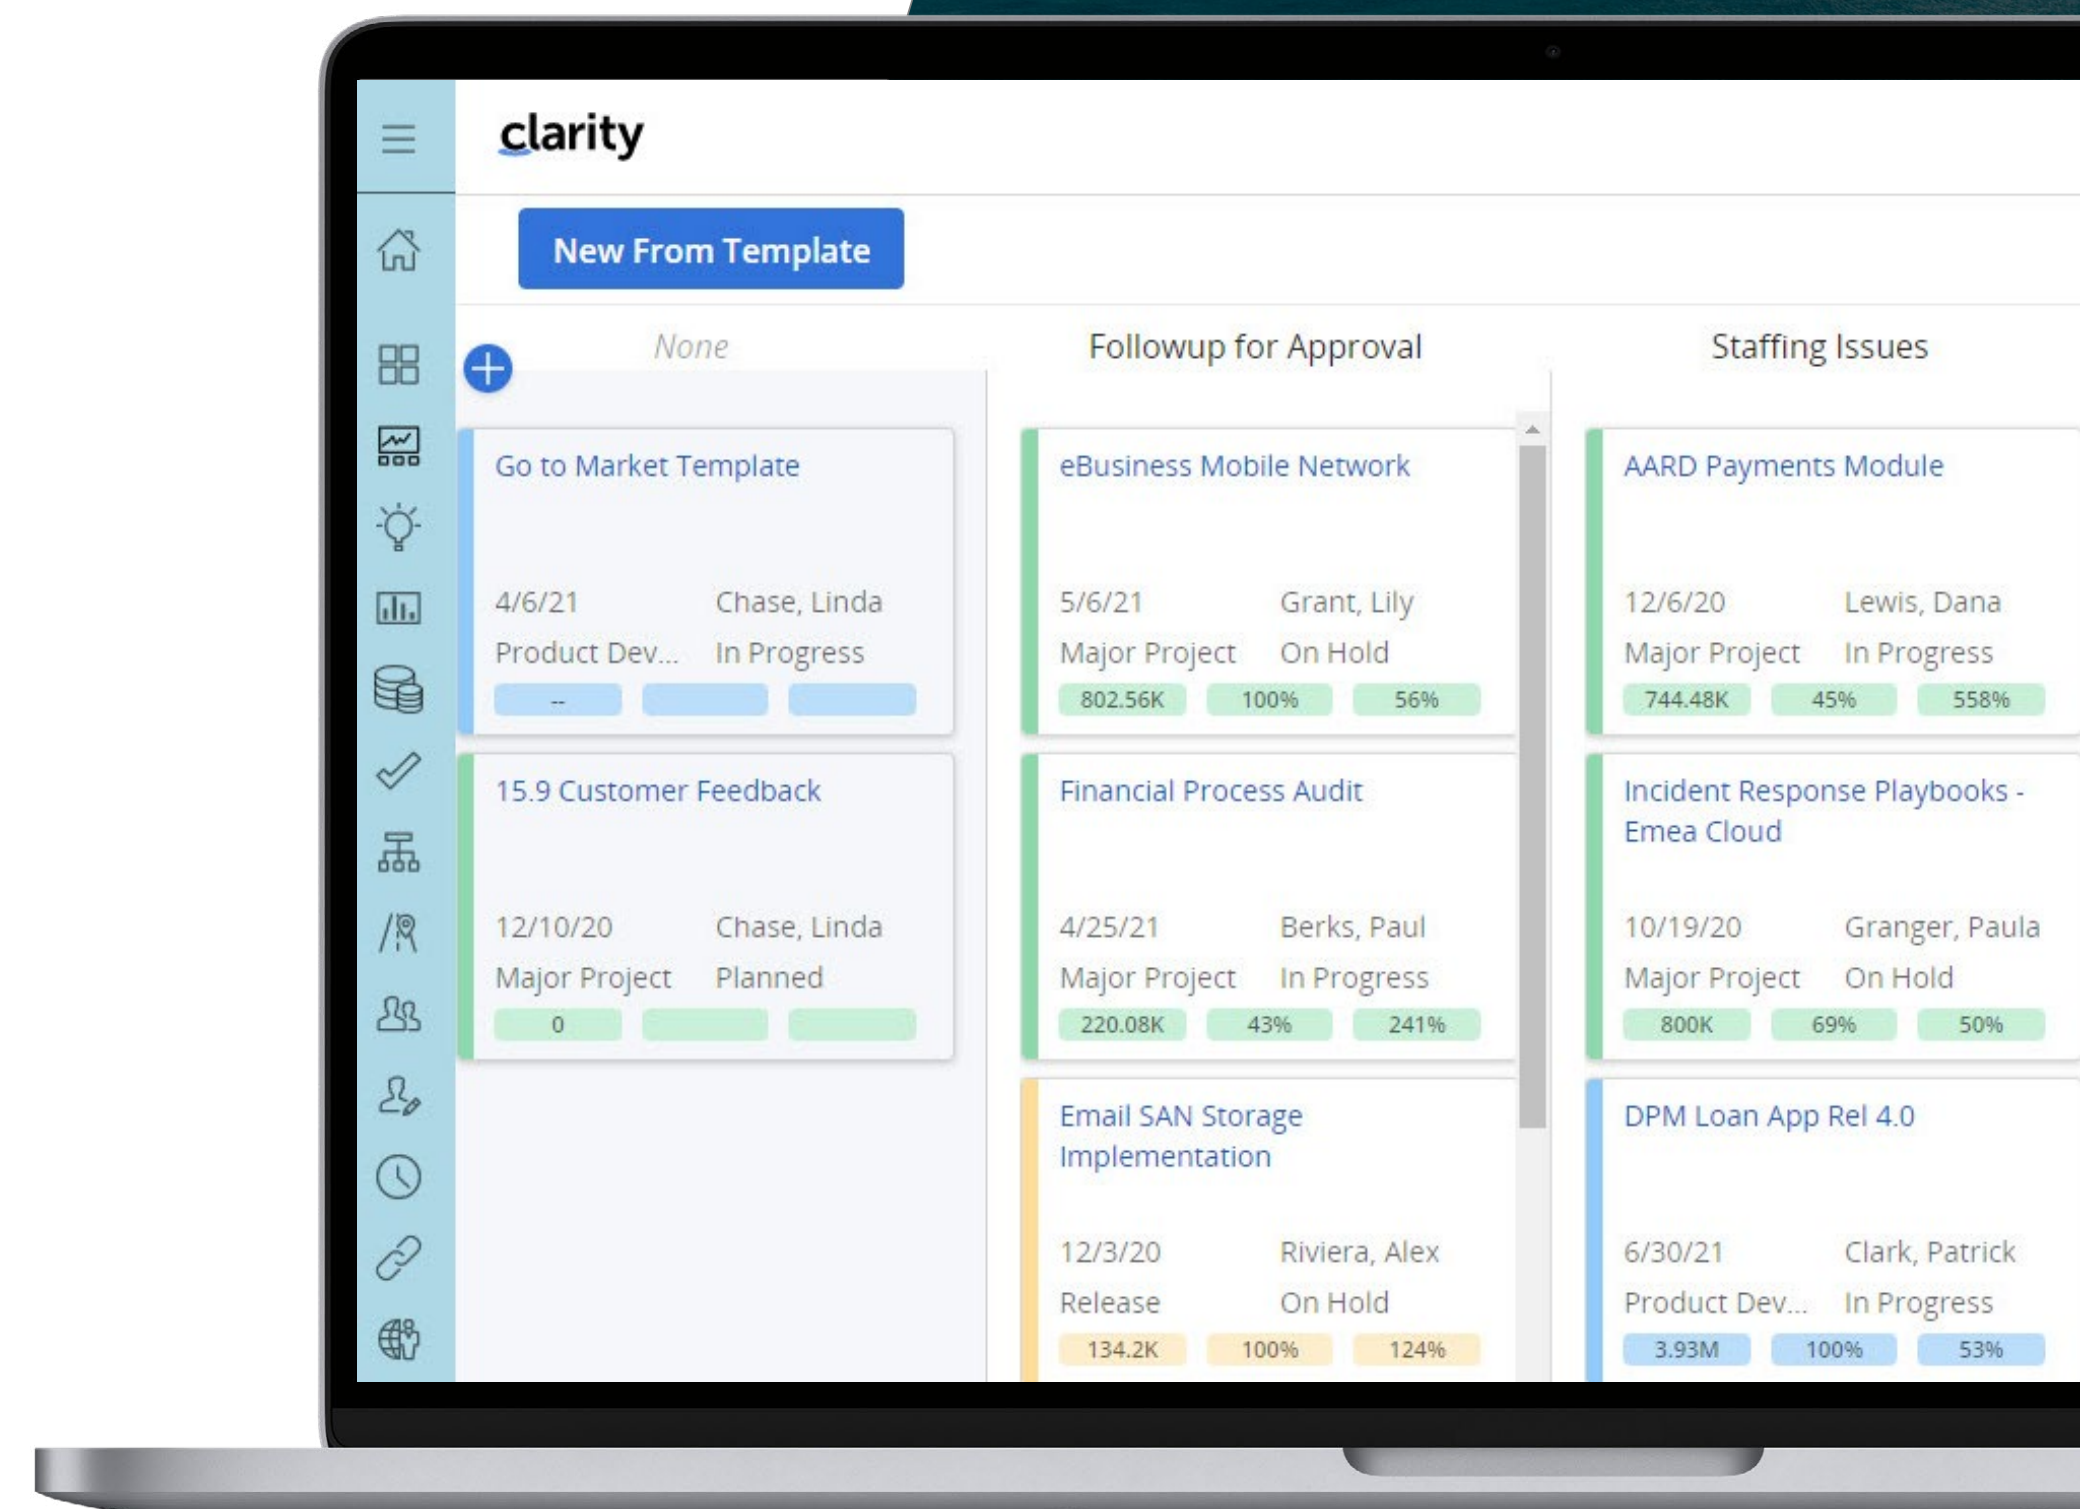 clarity
New From Template
None
Followup for Approval
Staffing Issues
Go to Market Template
4/6/21 Chase, Linda
Product Dev... In Progress
--
15.9 Customer Feedback
12/10/20 Chase, Linda
Major Project Planned
0
eBusiness Mobile Network
5/6/21 Grant, Lily
Major Project On Hold
802.56K 100% 56%
Financial Process Audit
4/25/21 Berks, Paul
Major Project In Progress
220.08K 43% 241%
Email SAN Storage
Implementation
12/3/20 Riviera, Alex
Release On Hold
134.2K 100% 124%
AARD Payments Module
12/6/20 Lewis, Dana
Major Project In Progress
744.48K 45% 558%
Incident Response Playbooks -
Emea Cloud
10/19/20 Granger, Paula
Major Project On Hold
800K 69% 50%
DPM Loan App Rel 4.0
6/30/21 Clark, Patrick
Product Dev... In Progress
3.93M 100% 53%